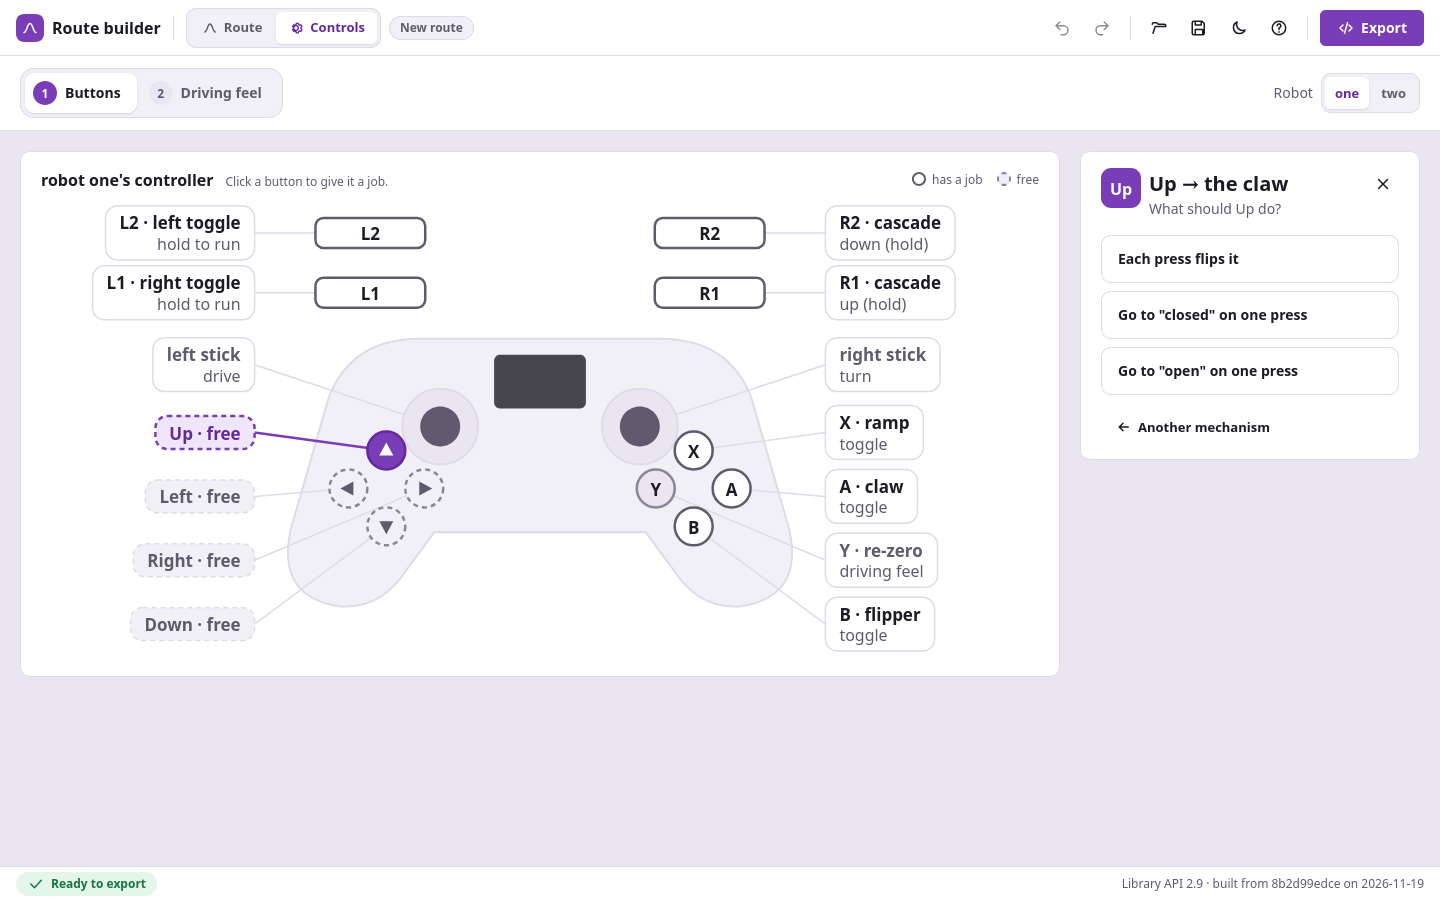 Route builder
Route
Controls
New route
Export
1 Buttons
2 Driving feel
Robot
one
two
robot one's controller
Click a button to give it a job.
has a job
free
L2 · left toggle
hold to run
L2
R2
R2 · cascade
down (hold)
L1 · right toggle
hold to run
L1
R1
R1 · cascade
up (hold)
left stick
drive
right stick
turn
Up · free
X
X · ramp
toggle
Left · free
Y
A
A · claw
toggle
B
Right · free
Y · re-zero
driving feel
Down · free
B · flipper
toggle
Up
Up → the claw
What should Up do?
Each press flips it
Go to "closed" on one press
Go to "open" on one press
← Another mechanism
Ready to export
Library API 2.9 · built from 8b2d99edce on 2026-11-19